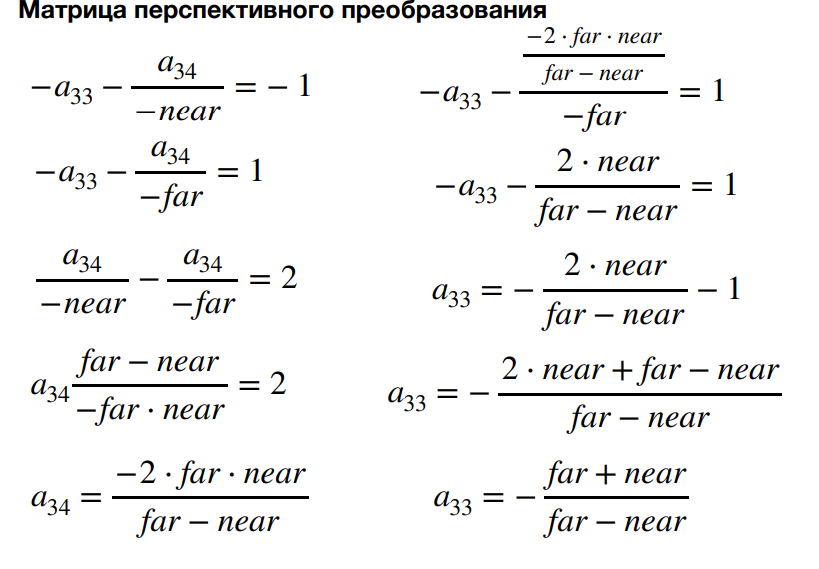 Матрица перспективного преобразования
$-a_{33} - \frac{a_{34}}{-near} = -1$
$-a_{33} - \frac{a_{34}}{-far} = 1$
$\frac{a_{34}}{-near} - \frac{a_{34}}{-far} = 2$
$a_{34} \frac{far - near}{-far \cdot near} = 2$
$a_{34} = \frac{-2 \cdot far \cdot near}{far - near}$
$-a_{33} - \frac{\frac{-2 \cdot far \cdot near}{far - near}}{-far} = 1$
$-a_{33} - \frac{2 \cdot near}{far - near} = 1$
$a_{33} = -\frac{2 \cdot near}{far - near} - 1$
$a_{33} = -\frac{2 \cdot near + far - near}{far - near}$
$a_{33} = -\frac{far + near}{far - near}$